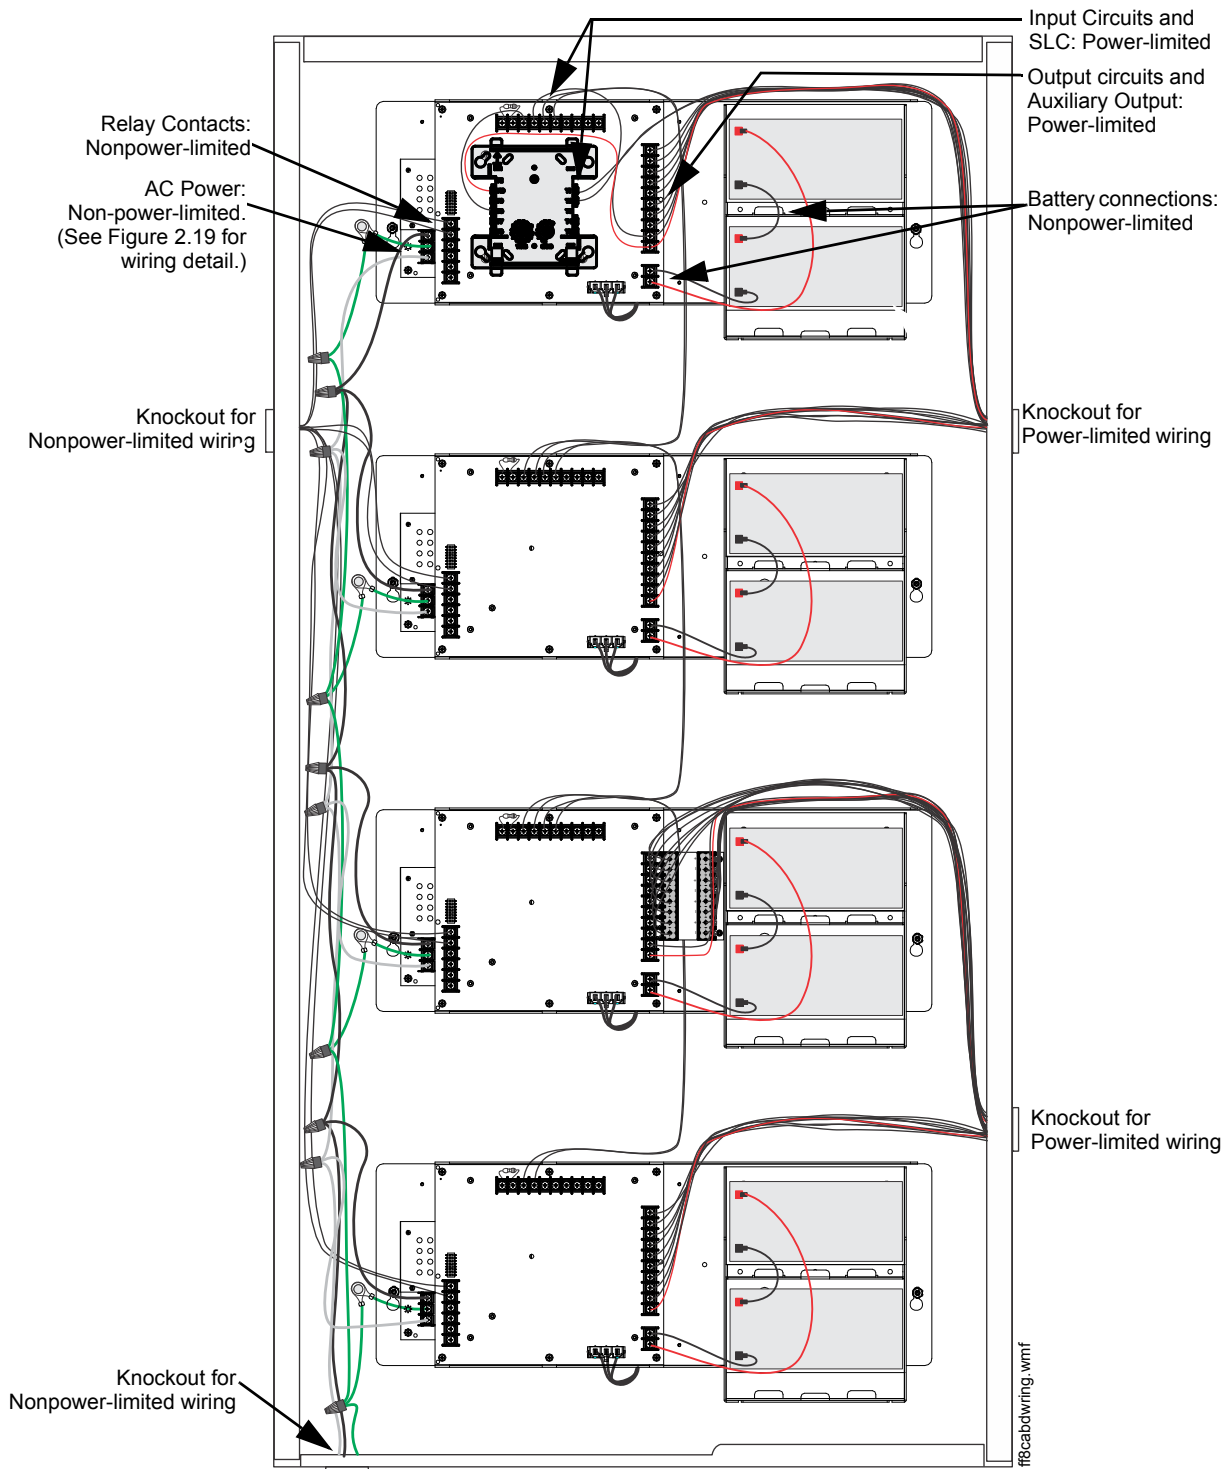 Input Circuits and
SLC: Power-limited
Output circuits and
Auxiliary Output:
Power-limited
Relay Contacts:
Nonpower-limited
AC Power:
Non-power-limited.
(See Figure 2.19 for
wiring detail.)
Battery connections:
Nonpower-limited
Knockout for
Nonpower-limited wiring
Knockout for
Power-limited wiring
Knockout for
Power-limited wiring
Knockout for
Nonpower-limited wiring
ff8cabdwring.wmf